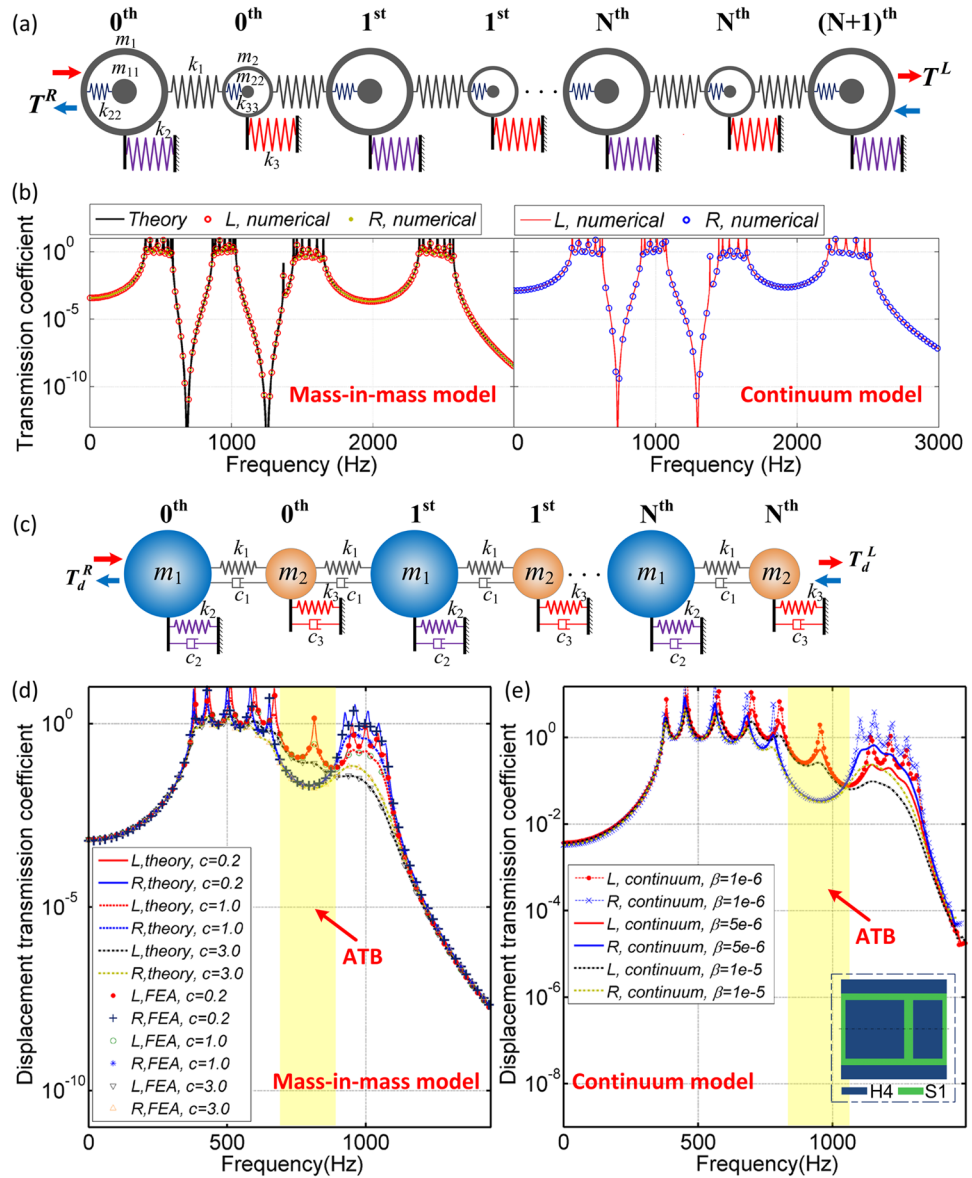 (a)
0th 0th 1st 1st Nth Nth (N+1)th
m1 m11 k1 m2 m22 k33 k22 k2 k3
TR TL
. . .
(b)
Theory L, numerical R, numerical
L, numerical R, numerical
Transmission coefficient
10^0
10^-5
10^-10
Mass-in-mass model
Continuum model
0 1000 2000 0 1000 2000 3000
Frequency (Hz) Frequency (Hz)
(c)
0th 0th 1st 1st Nth Nth
TdR TdL
m1 k1 c1 m2 k1 c1 m1 k1 c1 m2 . . . m1 k1 c1 m2
k2 c2 k3 k2 c2 k3 c3 k2 c2 k3 c3
(d)
Displacement transmission coefficient
10^0
10^-5
10^-10
L,theory, c=0.2
R,theory, c=0.2
L,theory, c=1.0
R,theory, c=1.0
L,theory, c=3.0
R,theory, c=3.0
L,FEA, c=0.2
R,FEA, c=0.2
L,FEA, c=1.0
R,FEA, c=1.0
L,FEA, c=3.0
R,FEA, c=3.0
ATB
Mass-in-mass model
0 500 1000
Frequency(Hz)
(e)
Displacement transmission coefficient
10^0
10^-2
10^-4
10^-6
10^-8
L, continuum, β=1e-6
R, continuum, β=1e-6
L, continuum, β=5e-6
R, continuum, β=5e-6
L, continuum, β=1e-5
R, continuum, β=1e-5
ATB
Continuum model
H4 S1
0 500 1000
Frequency(Hz)